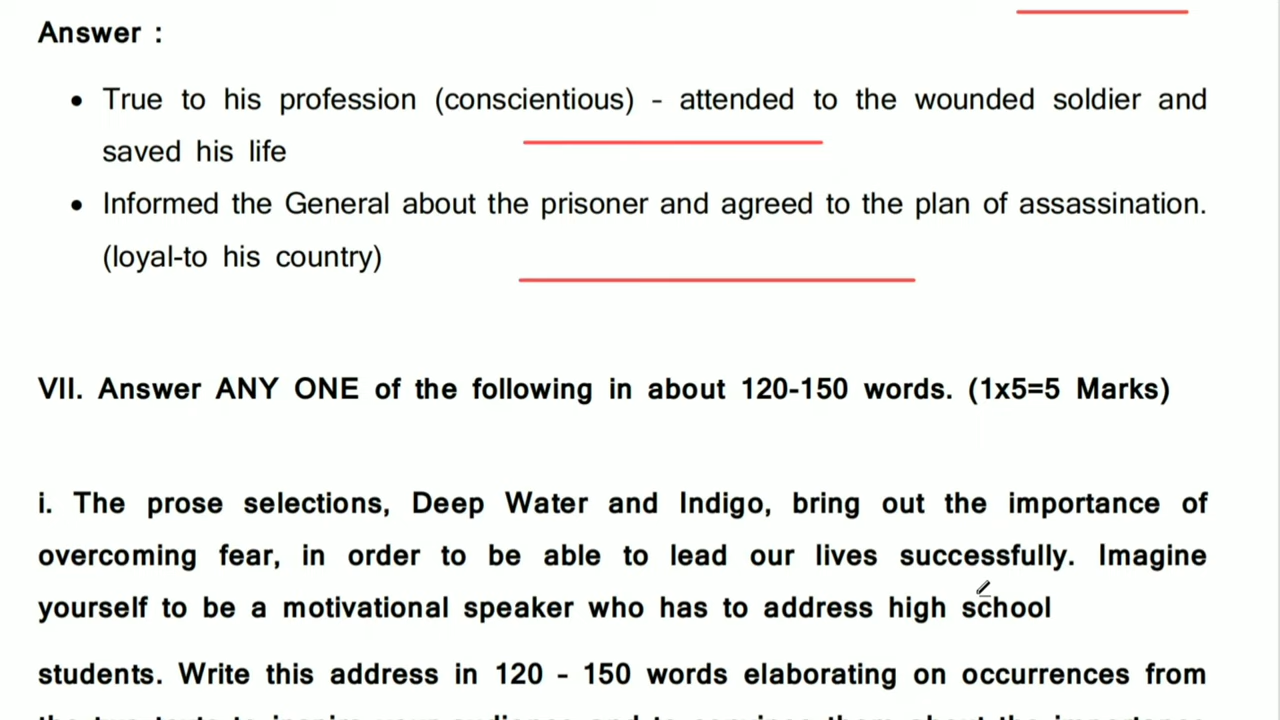 Answer :
• True to his profession (conscientious) - attended to the wounded soldier and
saved his life
• Informed the General about the prisoner and agreed to the plan of assassination.
(loyal-to his country)
VII. Answer ANY ONE of the following in about 120-150 words. (1x5=5 Marks)
i. The prose selections, Deep Water and Indigo, bring out the importance of
overcoming fear, in order to be able to lead our lives successfully. Imagine
yourself to be a motivational speaker who has to address high school
students. Write this address in 120 - 150 words elaborating on occurrences from